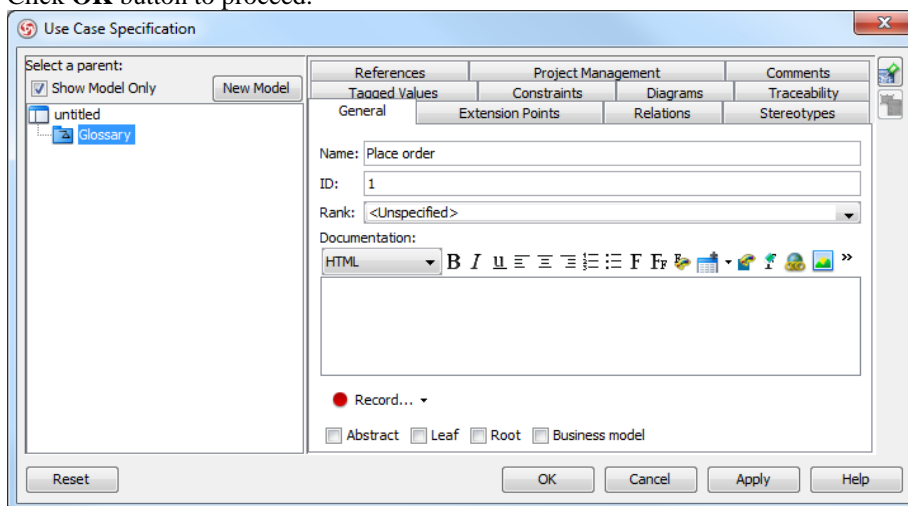 Click OK button to proceed.
Use Case Specification
Select a parent:
Show Model Only New Model
untitled
Glossary
References Project Management Comments
Tagged Values Constraints Diagrams Traceability
General Extension Points Relations Stereotypes
Name: Place order
ID: 1
Rank: <Unspecified>
Documentation:
HTML B I u F FF »
Record...
Abstract Leaf Root Business model
Reset OK Cancel Apply Help